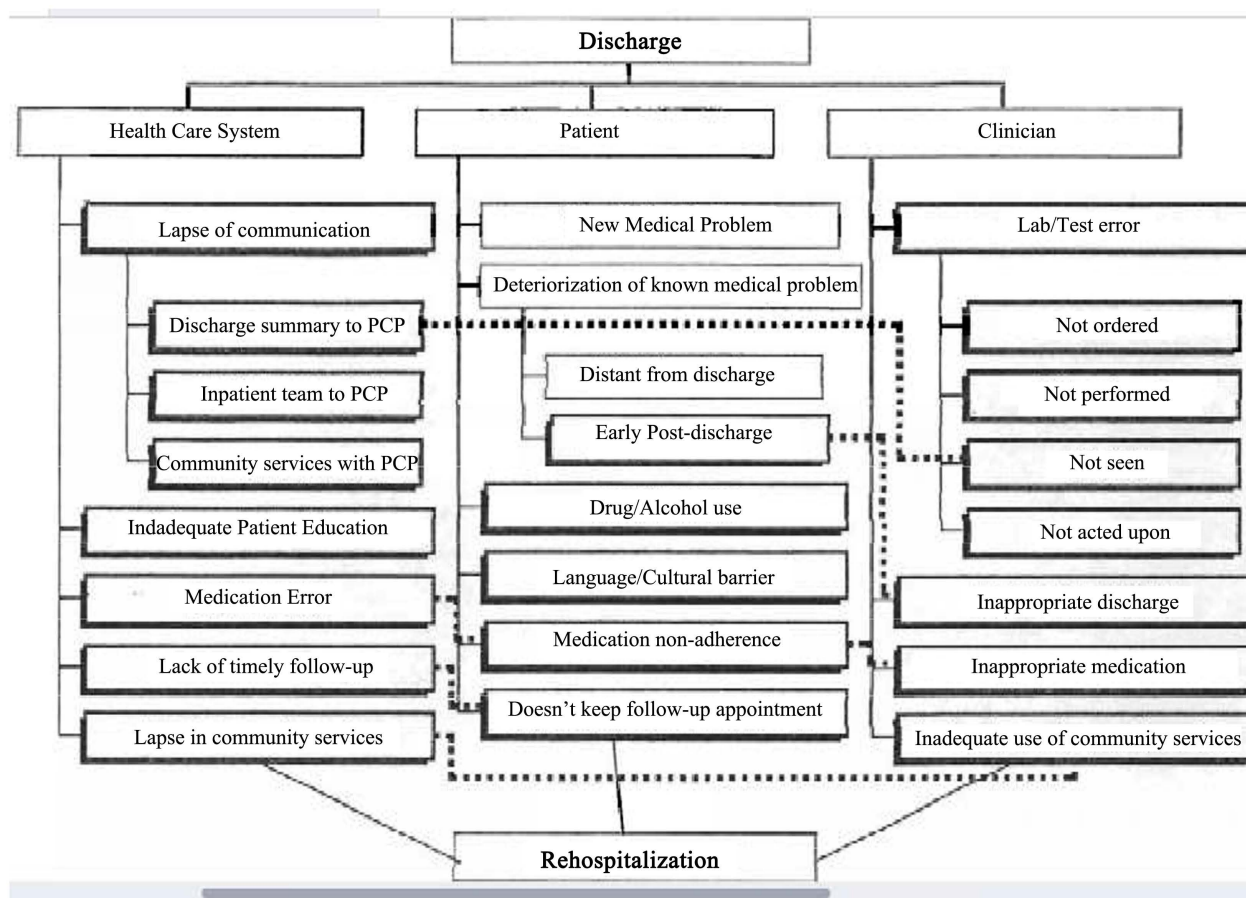 Discharge
Health Care System
Patient
Clinician
Lapse of communication
Discharge summary to PCP
Inpatient team to PCP
Community services with PCP
Indadequate Patient Education
Medication Error
Lack of timely follow-up
Lapse in community services
New Medical Problem
Deteriorization of known medical problem
Distant from discharge
Early Post-discharge
Drug/Alcohol use
Language/Cultural barrier
Medication non-adherence
Doesn’t keep follow-up appointment
Lab/Test error
Not ordered
Not performed
Not seen
Not acted upon
Inappropriate discharge
Inappropriate medication
Inadequate use of community services
Rehospitalization